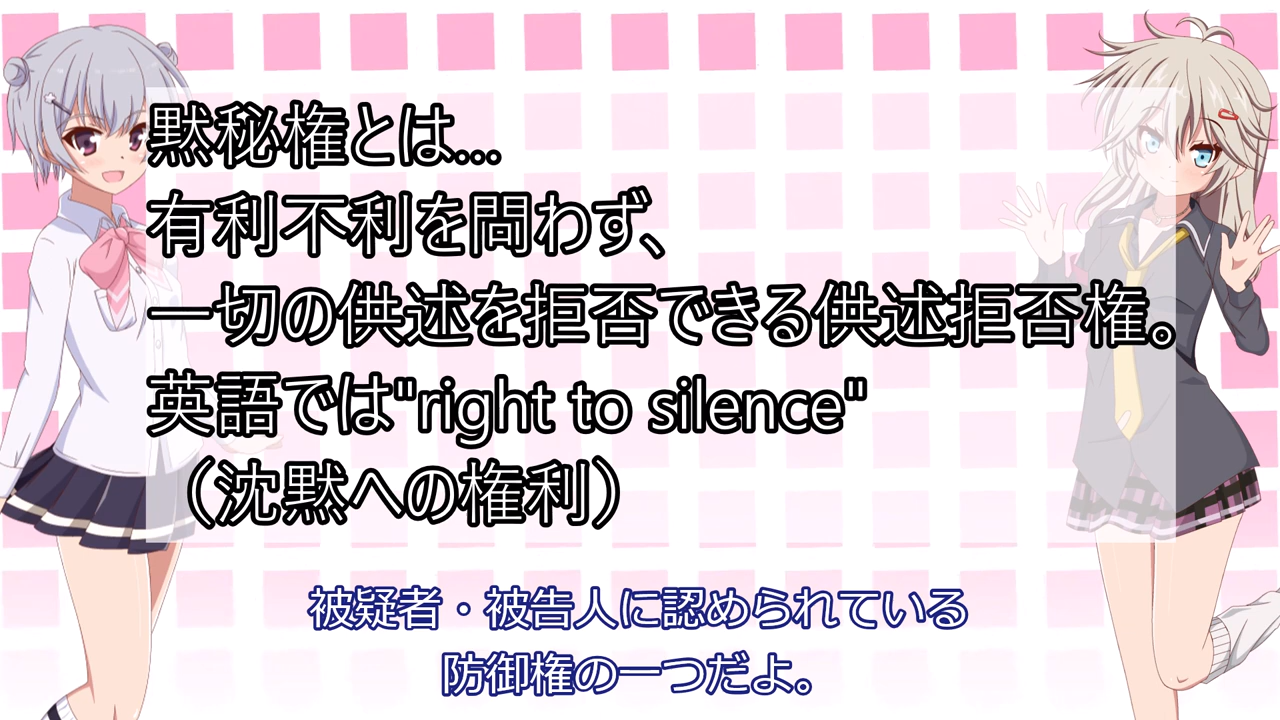 黙秘権とは...
有利不利を問わず、
一切の供述を拒否できる供述拒否権。
英語では"right to silence"
（沈黙への権利）
被疑者・被告人に認められている
防御権の一つだよ。